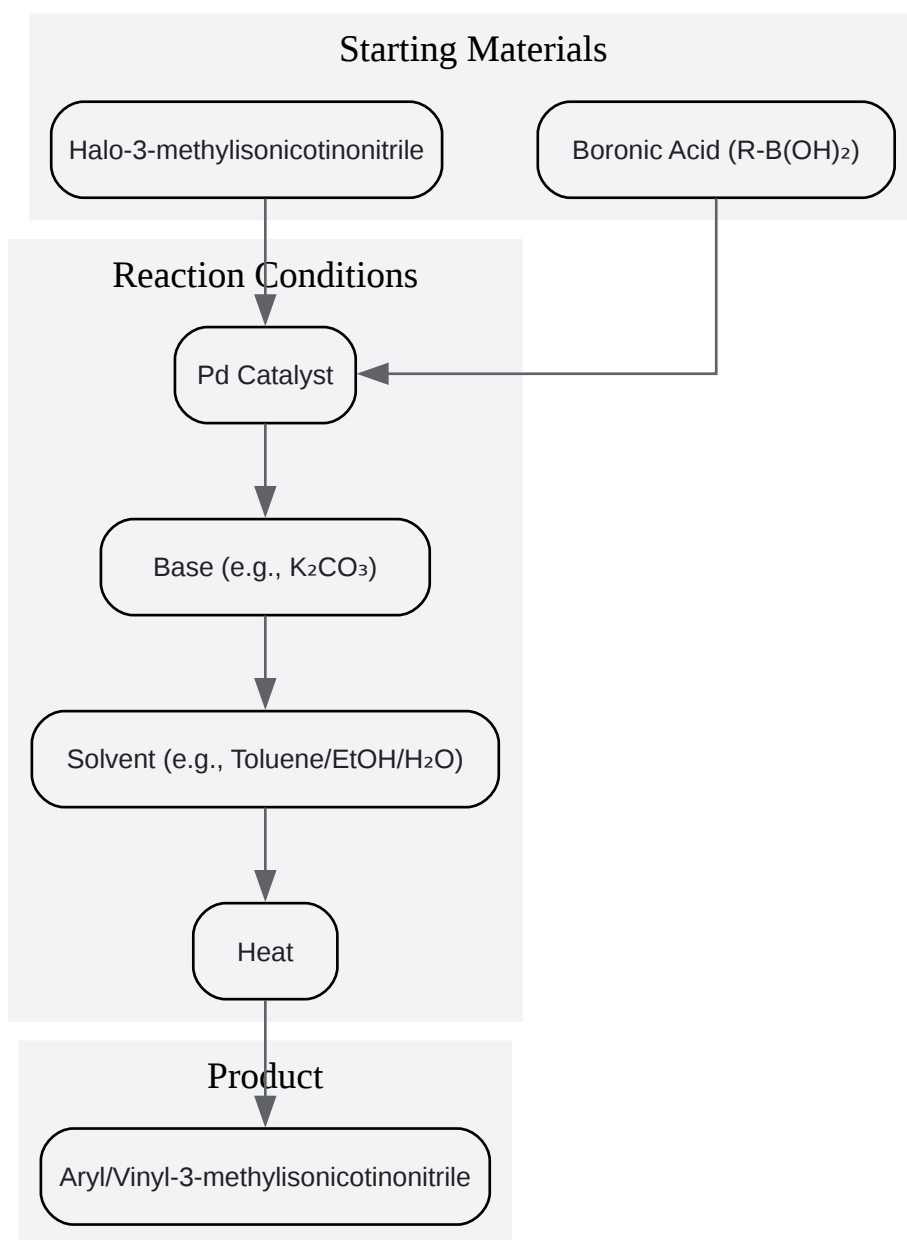 Starting Materials
Halo-3-methylisonicotinonitrile
Boronic Acid (R-B(OH)₂)
Reaction Conditions
Pd Catalyst
Base (e.g., K₂CO₃)
Solvent (e.g., Toluene/EtOH/H₂O)
Heat
Product
Aryl/Vinyl-3-methylisonicotinonitrile